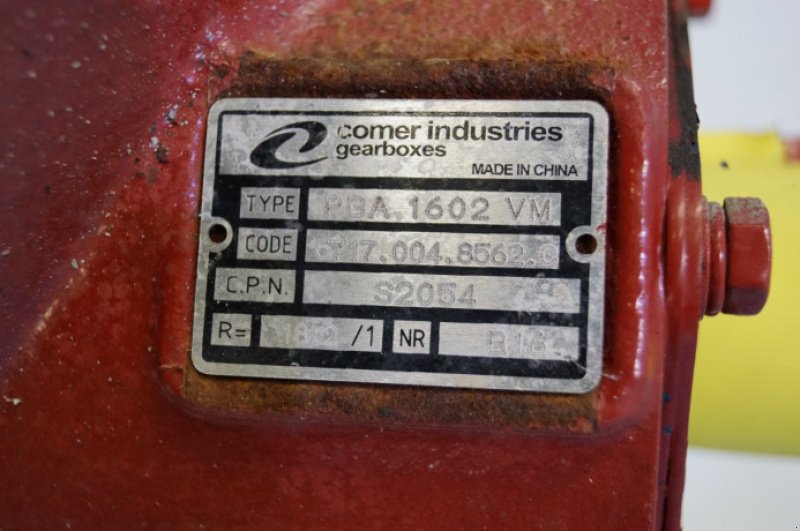 comer industries
gearboxes
MADE IN CHINA
TYPE PGA.1602 VM
CODE
C.P.N. S2054
R= /1 NR